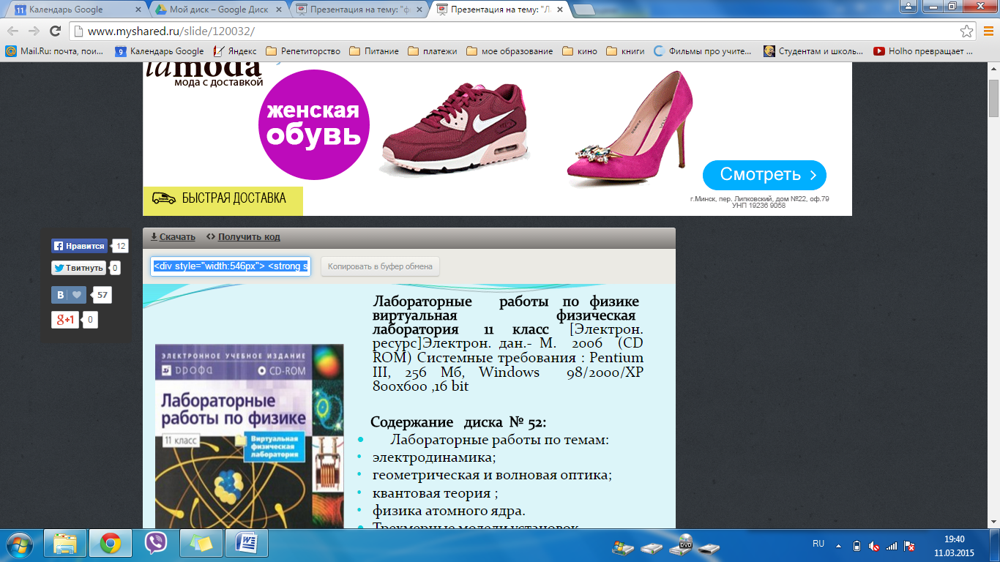 Календарь Google
Мой диск – Google Диск
Презентация на тему: "ф
Презентация на тему: "Ла
www.myshared.ru/slide/120032/
Mail.Ru: почта, пои...
Календарь Google
Яндекс
Репетиторство
Питание
платежи
мое образование
кино
книги
Фильмы про учите...
Студентам и школь...
Holho превращает ...
lamoda
мода с доставкой
женская
обувь
Смотреть
г.Минск, пер. Липковский, дом №22, оф.79
УНП 19236 9058
БЫСТРАЯ ДОСТАВКА
Скачать
Получить код
Нравится 12
Твитнуть 0
B 57
g+1 0
<div style="width:546px"> <strong s
Копировать в буфер обмена
Лабораторные работы по физике
виртуальная физическая
лаборатория 11 класс [Электрон.
ресурс]Электрон. дан.- М. 2006 (CD
ROM) Системные требования : Pentium
III, 256 Мб, Windows 98/2000/XP
800x600 ,16 bit
Содержание диска № 52:
Лабораторные работы по темам:
электродинамика;
геометрическая и волновая оптика;
квантовая теория ;
физика атомного ядра.
Трехмерные модели установок
ЭЛЕКТРОННОЕ УЧЕБНОЕ ИЗДАНИЕ
дрофа
CD-ROM
Лабораторные
работы по физике
11 класс
Виртуальная
физическая
лаборатория
RU
19:40
11.03.2015